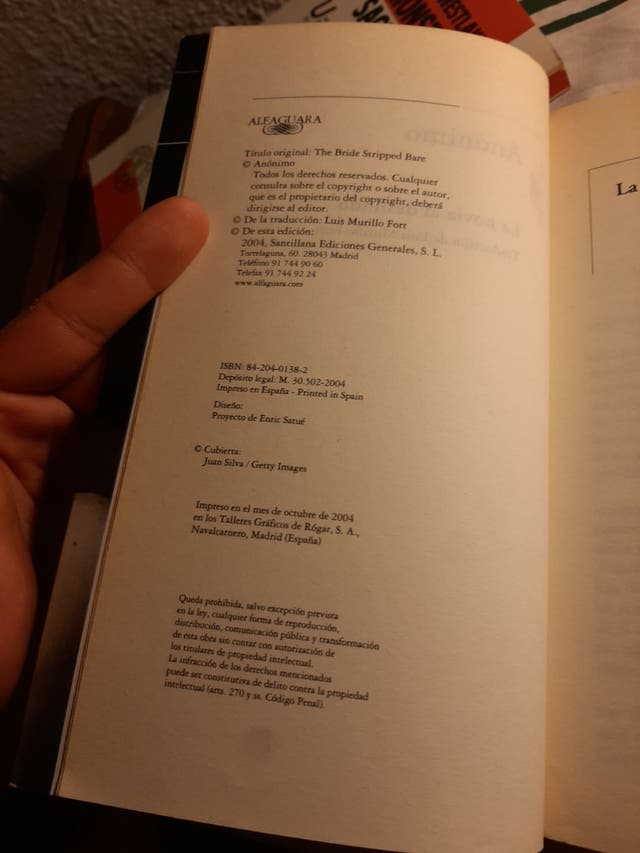 WESTLA
SAC
U
ALFAGUARA
Título original: The Bride Stripped Bare
© Anónimo
Todos los derechos reservados. Cualquier
consulta sobre el copyright o sobre el autor,
que es el propietario del copyright, deberá
dirigirse al editor.
© De la traducción: Luis Murillo Fort
© De esta edición:
2004, Santillana Ediciones Generales, S. L.
Torrelaguna, 60. 28043 Madrid
Teléfono 91 744 90 60
Telefax 91 744 92 24
www.alfaguara.com
ISBN: 84-204-0138-2
Depósito legal: M. 30.502-2004
Impreso en España - Printed in Spain
Diseño:
Proyecto de Enric Satué
© Cubierta:
Juan Silva / Getty Images
Impreso en el mes de octubre de 2004
en los Talleres Gráficos de Rógar, S. A.,
Navalcarnero, Madrid (España)
Queda prohibida, salvo excepción prevista
en la ley, cualquier forma de reproducción,
distribución, comunicación pública y transformación
de esta obra sin contar con autorización de
los titulares de propiedad intelectual.
La infracción de los derechos mencionados
puede ser constitutiva de delito contra la propiedad
intelectual (arts. 270 y ss. Código Penal).
La